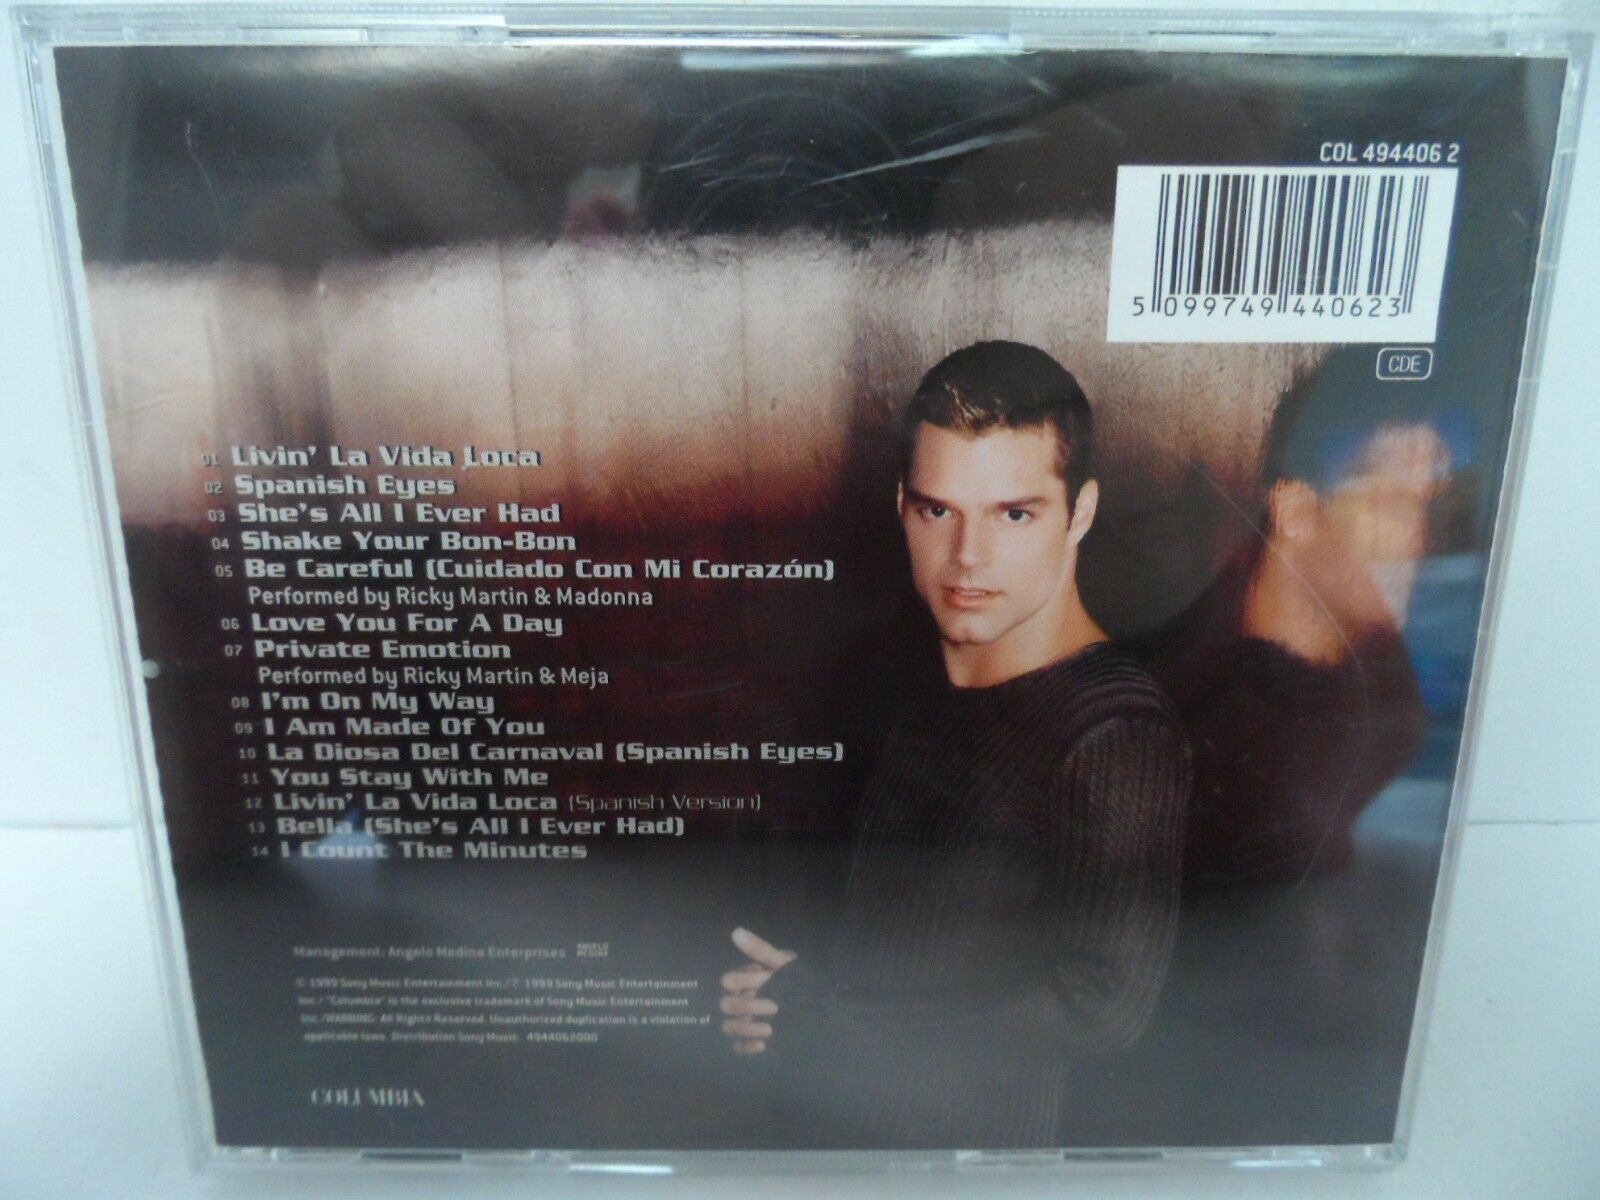 COL 494406 2
5 099749 440623
CDE
01 Livin' La Vida Loca
02 Spanish Eyes
03 She's All I Ever Had
04 Shake Your Bon-Bon
05 Be Careful (Cuidado Con Mi Corazón)
Performed by Ricky Martin & Madonna
06 Love You For A Day
07 Private Emotion
Performed by Ricky Martin & Meja
08 I'm On My Way
09 I Am Made Of You
10 La Diosa Del Carnaval (Spanish Eyes)
11 You Stay With Me
12 Livin' La Vida Loca (Spanish Version)
13 Bella (She's All I Ever Had)
14 I Count The Minutes
Management: Angelo Medina Enterprises
ANGELO
MEDINA
© 1999 Sony Music Entertainment Inc./℗ 1999 Sony Music Entertainment
Inc./ "Columbia" is the exclusive trademark of Sony Music Entertainment
Inc./WARNING: All Rights Reserved. Unauthorized duplication is a violation of
applicable laws. Distribution Sony Music. 4944062000
COLUMBIA